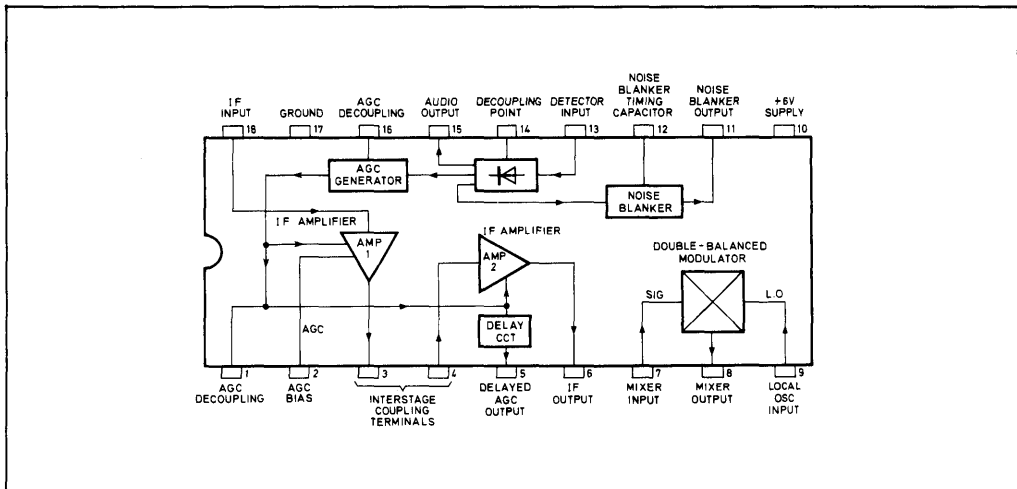 IF INPUT
GROUND
AGC DECOUPLING
AUDIO OUTPUT
DECOUPLING POINT
DETECTOR INPUT
NOISE BLANKER TIMING CAPACITOR
NOISE BLANKER OUTPUT
+6V SUPPLY
18
17
16
15
14
13
12
11
10
AGC GENERATOR
NOISE BLANKER
IF AMPLIFIER
AMP 1
IF AMPLIFIER
AMP 2
DOUBLE-BALANCED MODULATOR
SIG
L.O
AGC
DELAY CCT
1
2
3
4
5
6
7
8
9
AGC DECOUPLING
AGC BIAS
INTERSTAGE COUPLING TERMINALS
DELAYED AGC OUTPUT
IF OUTPUT
MIXER INPUT
MIXER OUTPUT
LOCAL OSC INPUT